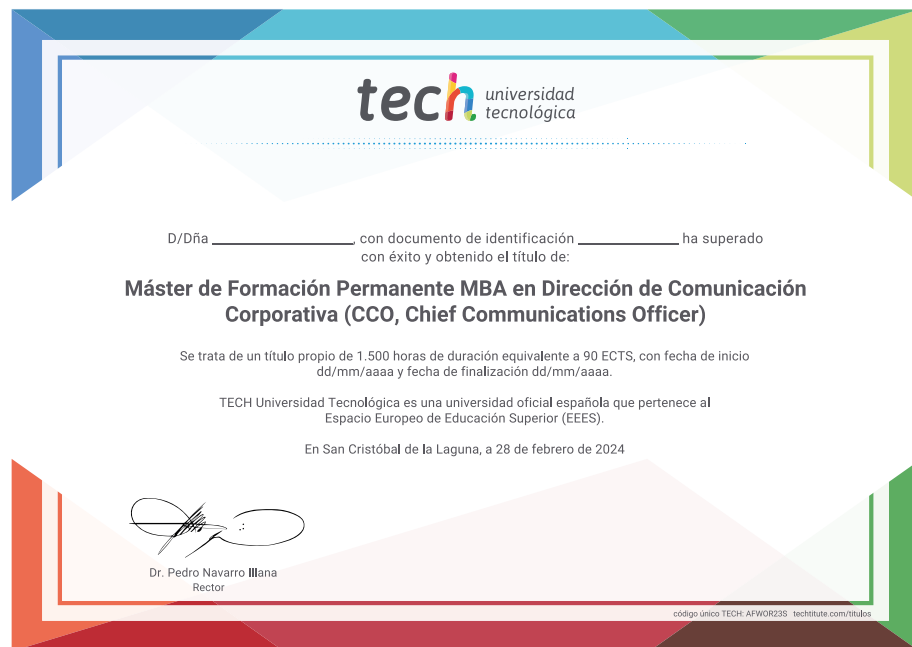 tech universidad
tecnológica
D/Dña ____________________, con documento de identificación ______________ ha superado
con éxito y obtenido el título de:
Máster de Formación Permanente MBA en Dirección de Comunicación
Corporativa (CCO, Chief Communications Officer)
Se trata de un título propio de 1.500 horas de duración equivalente a 90 ECTS, con fecha de inicio
dd/mm/aaaa y fecha de finalización dd/mm/aaaa.
TECH Universidad Tecnológica es una universidad oficial española que pertenece al
Espacio Europeo de Educación Superior (EEES).
En San Cristóbal de la Laguna, a 28 de febrero de 2024
Dr. Pedro Navarro Illana
Rector
código único TECH: AFWOR23S techtitute.com/titulos